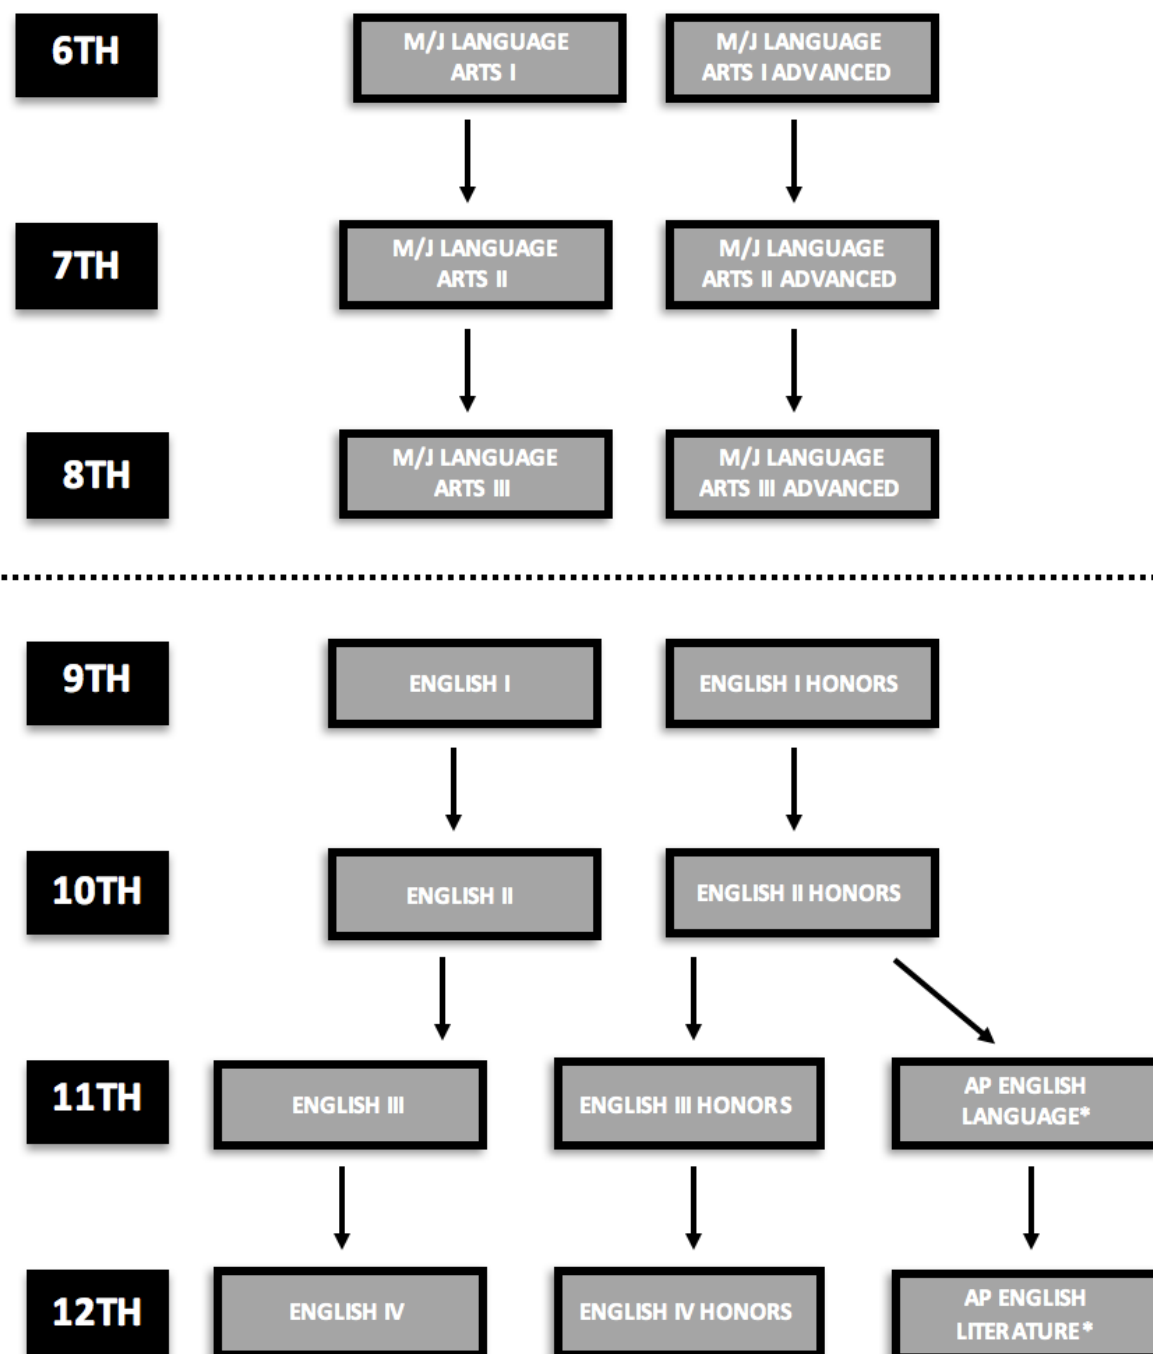 6TH
M/J LANGUAGE
ARTS I
M/J LANGUAGE
ARTS I ADVANCED
7TH
M/J LANGUAGE
ARTS II
M/J LANGUAGE
ARTS II ADVANCED
8TH
M/J LANGUAGE
ARTS III
M/J LANGUAGE
ARTS III ADVANCED
9TH
ENGLISH I
ENGLISH I HONORS
10TH
ENGLISH II
ENGLISH II HONORS
11TH
ENGLISH III
ENGLISH III HONORS
AP ENGLISH
LANGUAGE*
12TH
ENGLISH IV
ENGLISH IV HONORS
AP ENGLISH
LITERATURE*